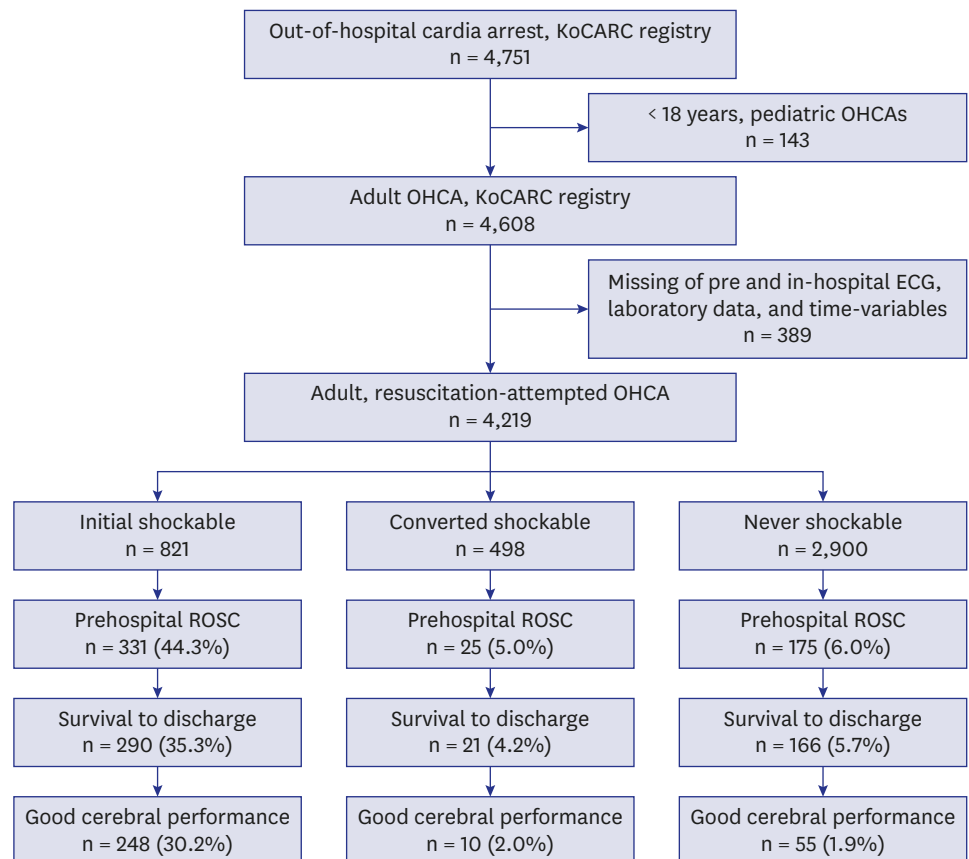 Out-of-hospital cardia arrest, KoCARC registry
n = 4,751
< 18 years, pediatric OHCAs
n = 143
Adult OHCA, KoCARC registry
n = 4,608
Missing of pre and in-hospital ECG,
laboratory data, and time-variables
n = 389
Adult, resuscitation-attempted OHCA
n = 4,219
Initial shockable
n = 821
Converted shockable
n = 498
Never shockable
n = 2,900
Prehospital ROSC
n = 331 (44.3%)
Prehospital ROSC
n = 25 (5.0%)
Prehospital ROSC
n = 175 (6.0%)
Survival to discharge
n = 290 (35.3%)
Survival to discharge
n = 21 (4.2%)
Survival to discharge
n = 166 (5.7%)
Good cerebral performance
n = 248 (30.2%)
Good cerebral performance
n = 10 (2.0%)
Good cerebral performance
n = 55 (1.9%)